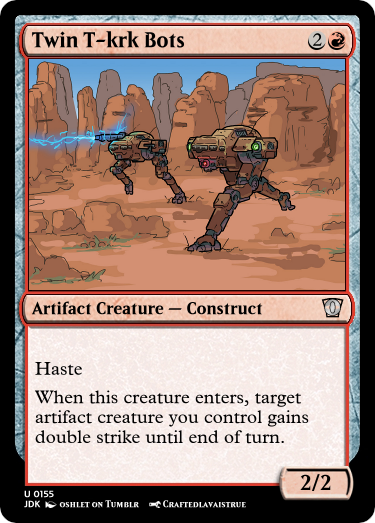 Twin T-krk Bots 2
Artifact Creature — Construct
Haste
When this creature enters, target
artifact creature you control gains
double strike until end of turn.
2/2
U 0155
JDK oshlet on Tumblr Craftedlavaistrue